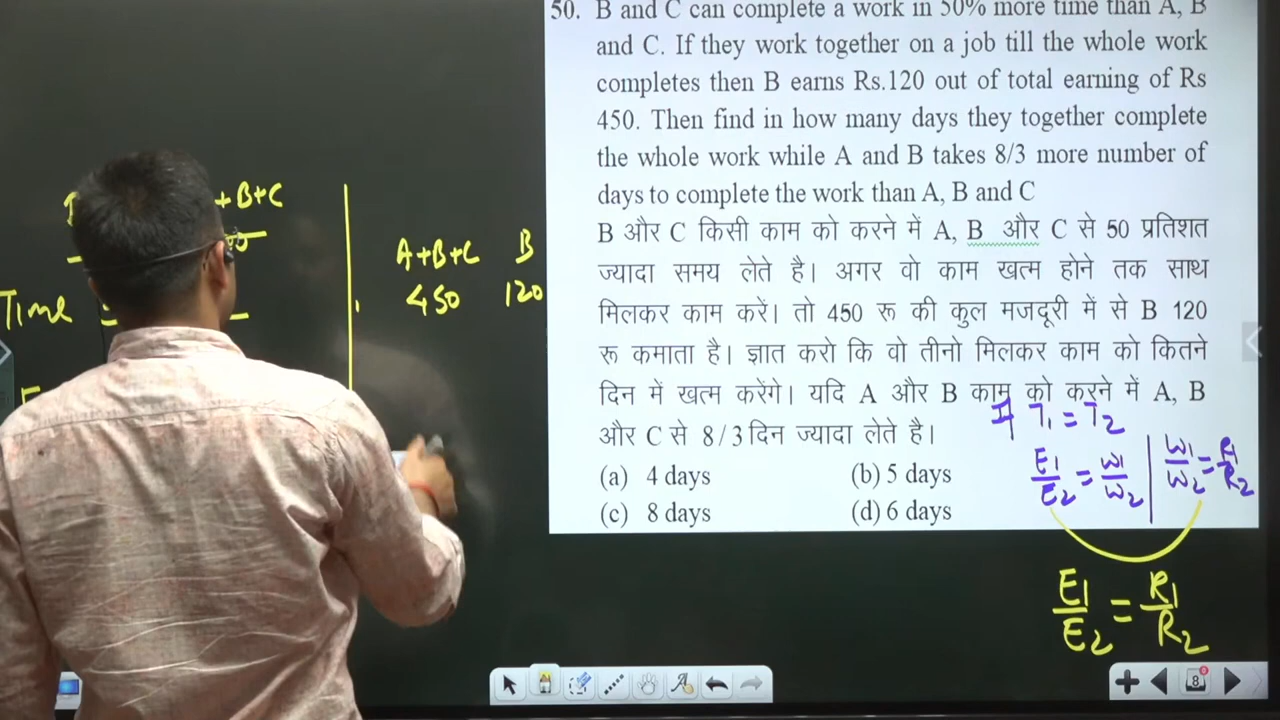 50. B and C can complete a work in 50% more time than A, B
and C. If they work together on a job till the whole work
completes then B earns Rs.120 out of total earning of Rs
450. Then find in how many days they together complete
the whole work while A and B takes 8/3 more number of
days to complete the work than A, B and C
B और C किसी काम को करने में A, B और C से 50 प्रतिशत
ज्यादा समय लेते है। अगर वो काम खत्म होने तक साथ
मिलकर काम करें। तो 450 रू की कुल मजदूरी में से B 120
रू कमाता है। ज्ञात करो कि वो तीनो मिलकर काम को कितने
दिन में खत्म करेंगे। यदि A और B काम को करने में A, B
और C से 8/3 दिन ज्यादा लेते है।
(a) 4 days (b) 5 days
(c) 8 days (d) 6 days
T₁ = T₂
E1/E2 = W1/W2 | W1/W2 = R1/R2
E1/E2 = R1/R2
+B+C
Time
A+B+C B
450 120
8